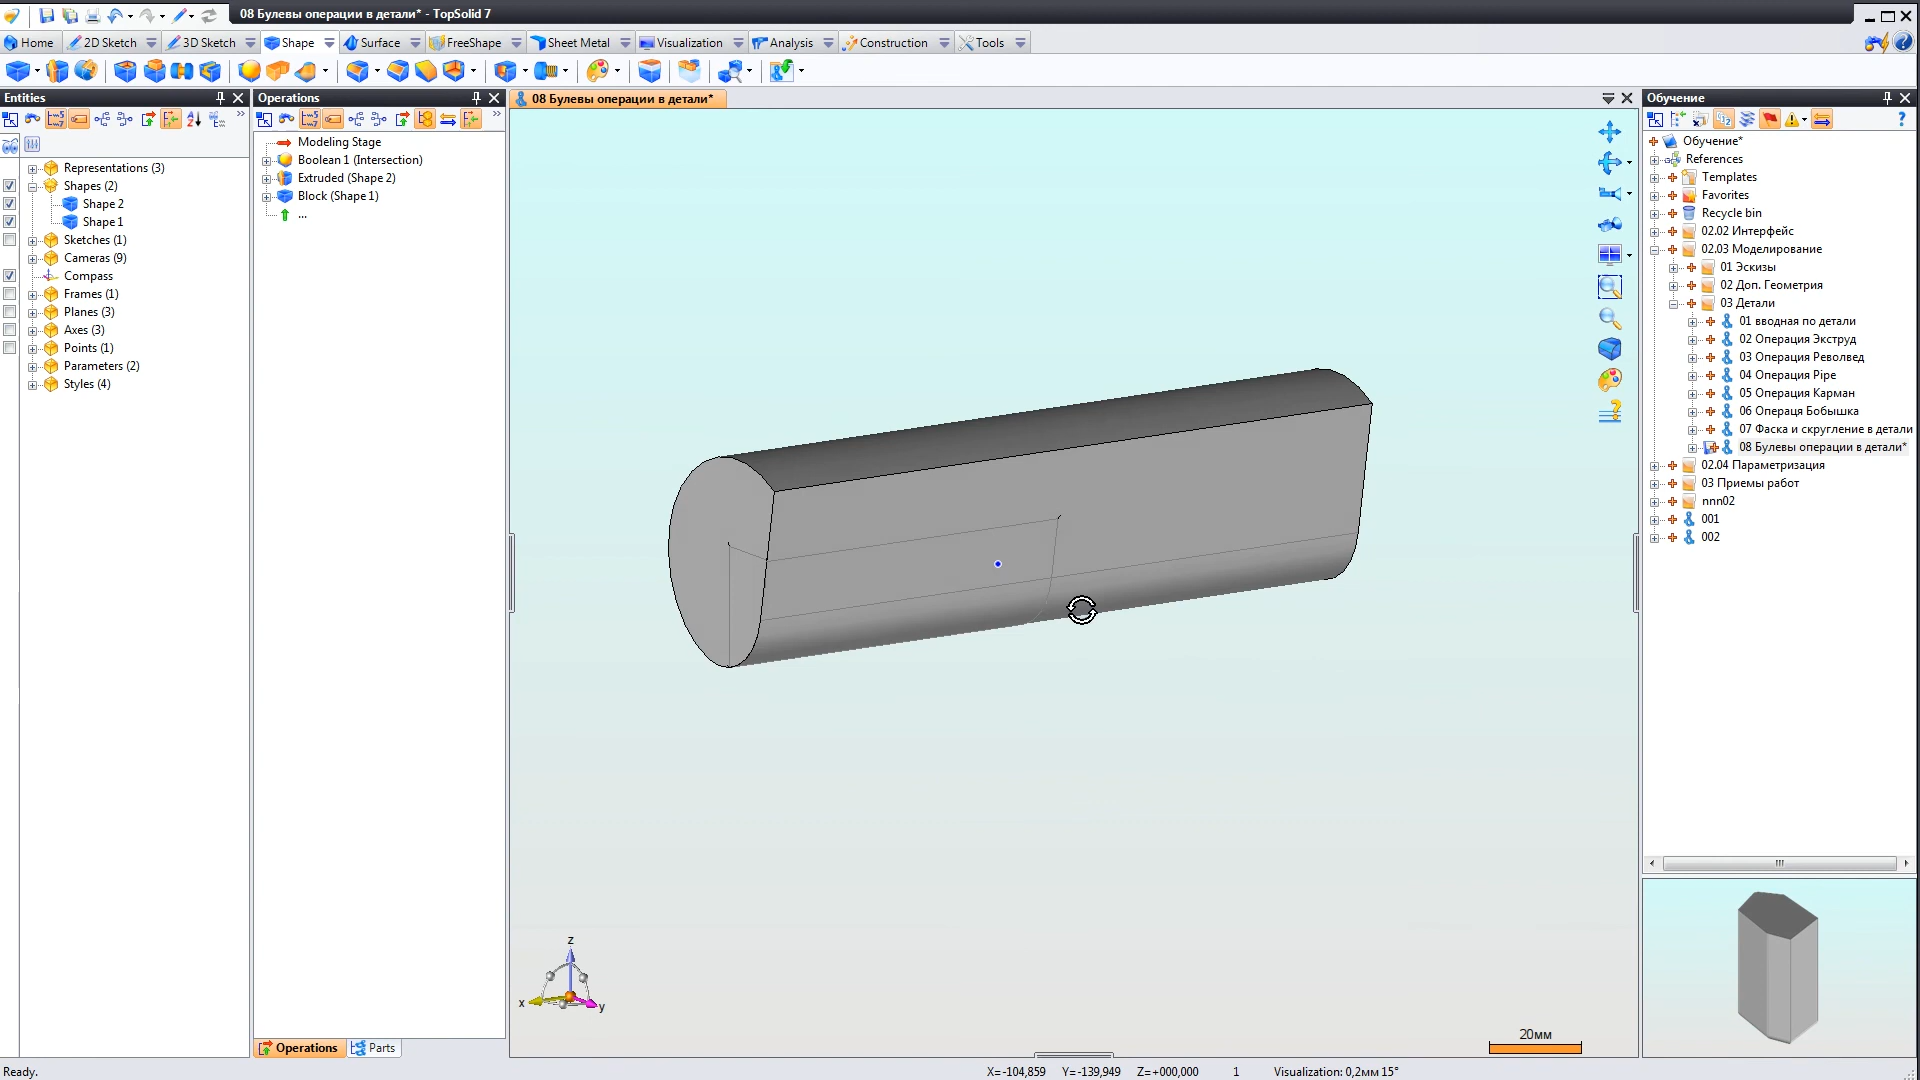 08 Булевы операции в детали* - TopSolid 7
Home
2D Sketch
3D Sketch
Shape
Surface
FreeShape
Sheet Metal
Visualization
Analysis
Construction
Tools
Entities
Representations (3)
Shapes (2)
Shape 2
Shape 1
Sketches (1)
Cameras (9)
Compass
Frames (1)
Planes (3)
Axes (3)
Points (1)
Parameters (2)
Styles (4)
Operations
Modeling Stage
Boolean 1 (Intersection)
Extruded (Shape 2)
Block (Shape 1)
...
Operations
Parts
08 Булевы операции в детали*
z
x
y
20мм
Обучение
Обучение*
References
Templates
Favorites
Recycle bin
02.02 Интерфейс
02.03 Моделирование
01 Эскизы
02 Доп. Геометрия
03 Детали
01 вводная по детали
02 Операция Экструд
03 Операция Револвед
04 Операция Pipe
05 Операция Карман
06 Операця Бобышка
07 Фаска и скругление в детали
08 Булевы операции в детали*
02.04 Параметризация
03 Приемы работ
nnn02
001
002
Ready.
X=-104,859
Y=-139,949
Z=+000,000
1
Visualization: 0,2мм 15°